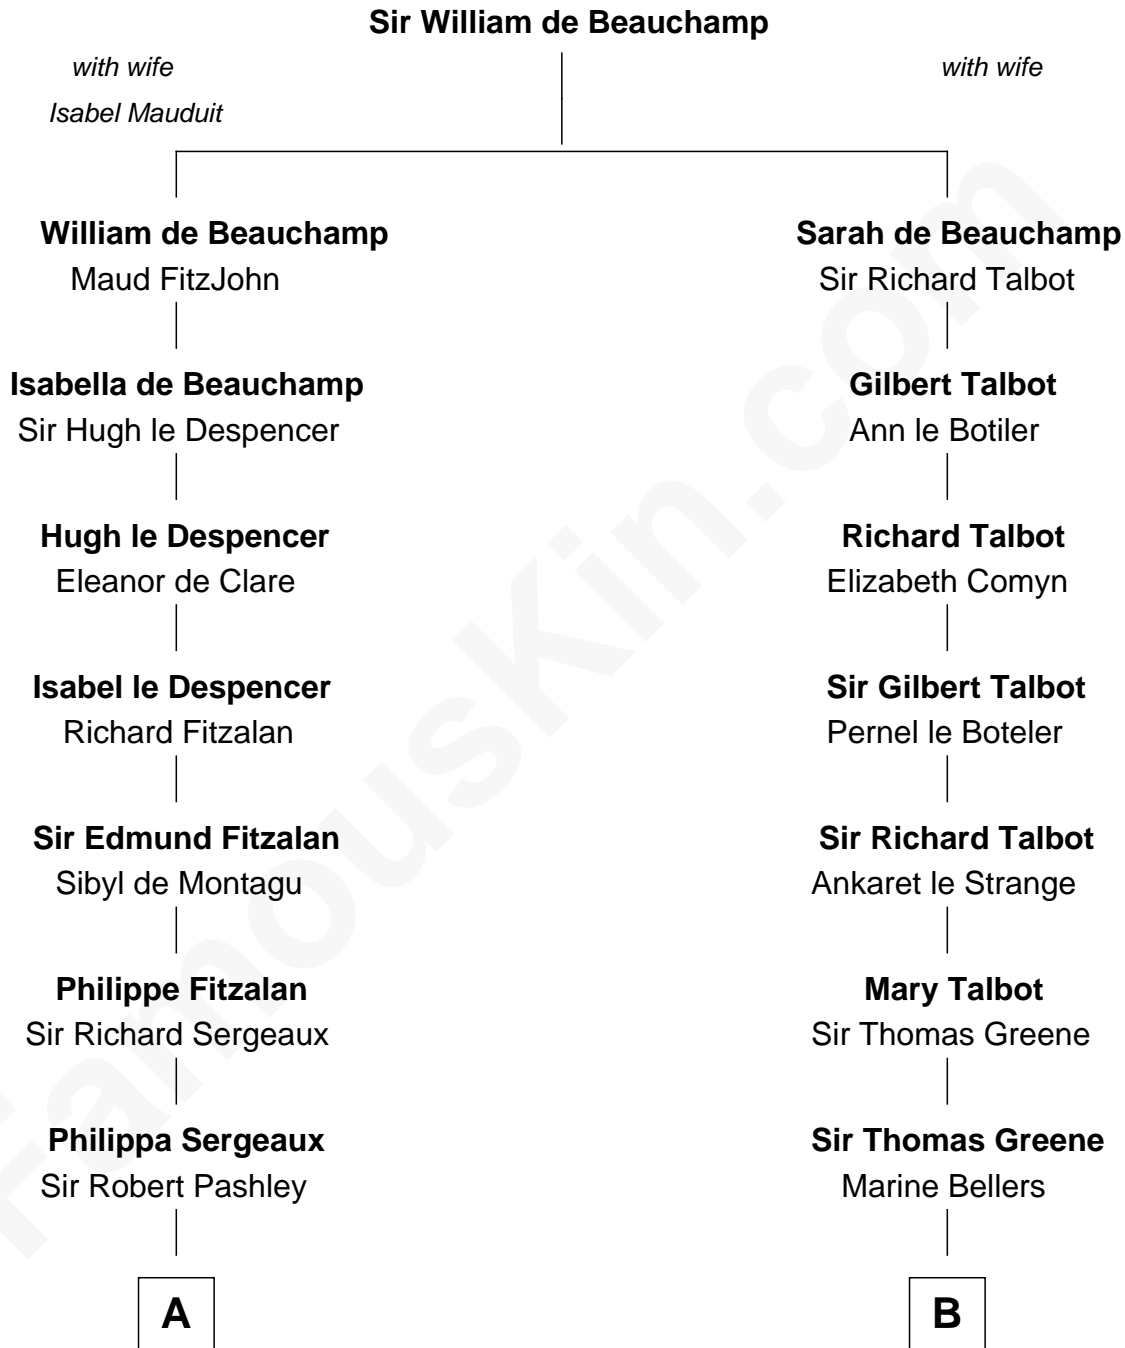 Sir William de Beauchamp
with wife
Isabel Mauduit
with wife
William de Beauchamp
Maud FitzJohn
Sarah de Beauchamp
Sir Richard Talbot
Isabella de Beauchamp
Sir Hugh le Despencer
Gilbert Talbot
Ann le Botiler
Hugh le Despencer
Eleanor de Clare
Richard Talbot
Elizabeth Comyn
Isabel le Despencer
Richard Fitzalan
Sir Gilbert Talbot
Pernel le Boteler
Sir Edmund Fitzalan
Sibyl de Montagu
Sir Richard Talbot
Ankaret le Strange
Philippe Fitzalan
Sir Richard Sergeaux
Mary Talbot
Sir Thomas Greene
Philippa Sergeaux
Sir Robert Pashley
Sir Thomas Greene
Marine Bellers
A
B
FamousKin.com